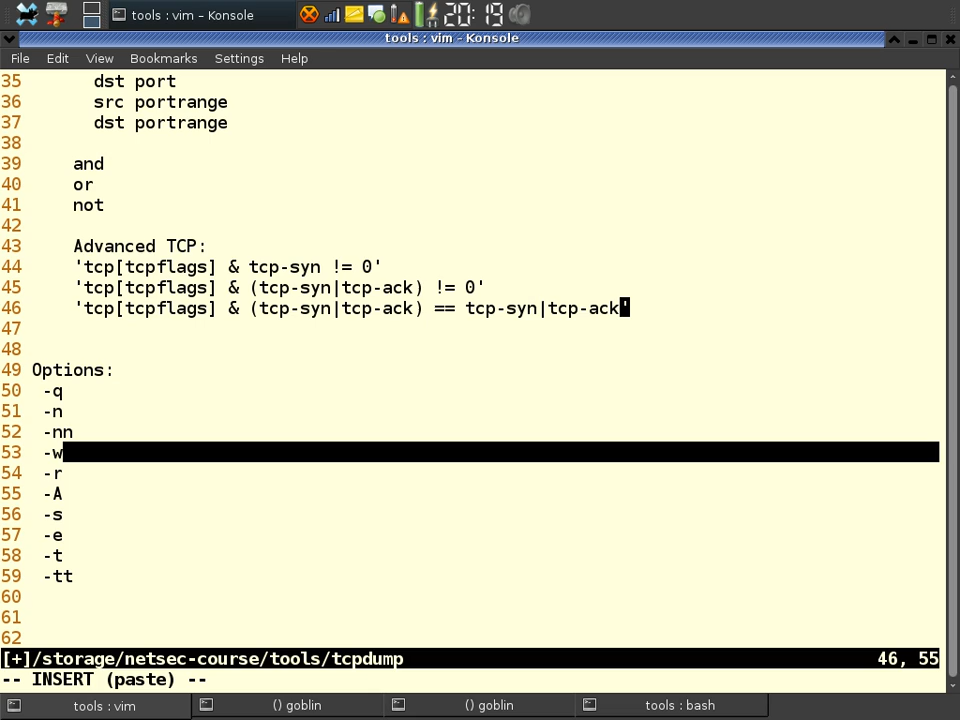 tools : vim – Konsole
20:19
tools : vim – Konsole
File Edit View Bookmarks Settings Help
35 dst port
36 src portrange
37 dst portrange
38
39 and
40 or
41 not
42
43 Advanced TCP:
44 'tcp[tcpflags] & tcp-syn != 0'
45 'tcp[tcpflags] & (tcp-syn|tcp-ack) != 0'
46 'tcp[tcpflags] & (tcp-syn|tcp-ack) == tcp-syn|tcp-ack'
47
48
49 Options:
50 -q
51 -n
52 -nn
53 -w
54 -r
55 -A
56 -s
57 -e
58 -t
59 -tt
60
61
62
[+]/storage/netsec-course/tools/tcpdump 46, 55
-- INSERT (paste) --
tools : vim () goblin () goblin tools : bash